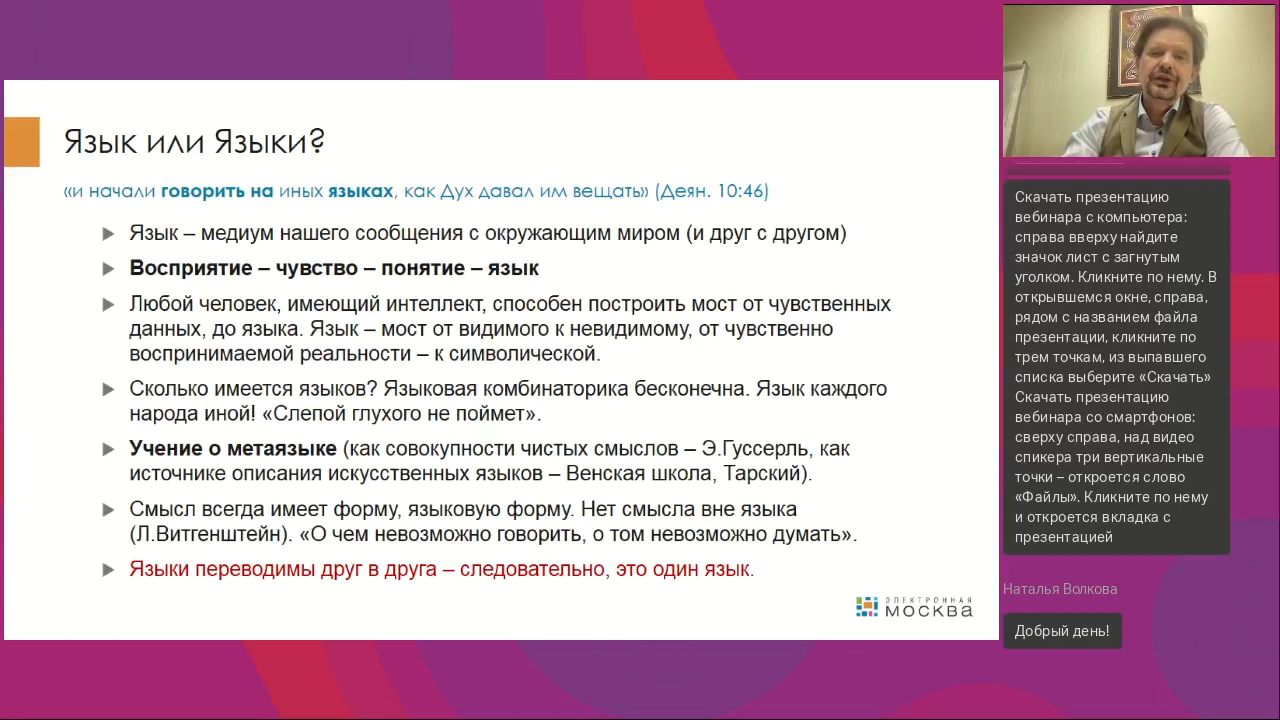 Язык или Языки?
«и начали говорить на иных языках, как Дух давал им вещать» (Деян. 10:46)
Язык – медиум нашего сообщения с окружающим миром (и друг с другом)
Восприятие – чувство – понятие – язык
Любой человек, имеющий интеллект, способен построить мост от чувственных
данных, до языка. Язык – мост от видимого к невидимому, от чувственно
воспринимаемой реальности – к символической.
Сколько имеется языков? Языковая комбинаторика бесконечна. Язык каждого
народа иной! «Слепой глухого не поймет».
Учение о метаязыке (как совокупности чистых смыслов – Э.Гуссерль, как
источнике описания искусственных языков – Венская школа, Тарский).
Смысл всегда имеет форму, языковую форму. Нет смысла вне языка
(Л.Витгенштейн). «О чем невозможно говорить, о том невозможно думать».
Языки переводимы друг в друга – следовательно, это один язык.
ЭЛЕКТРОННАЯ
МОСКВА
Скачать презентацию
вебинара с компьютера:
справа вверху найдите
значок лист с загнутым
уголком. Кликните по нему. В
открывшемся окне, справа,
рядом с названием файла
презентации, кликните по
трем точкам, из выпавшего
списка выберите «Скачать»
Скачать презентацию
вебинара со смартфонов:
сверху справа, над видео
спикера три вертикальные
точки – откроется слово
«Файлы». Кликните по нему
и откроется вкладка с
презентацией
Наталья Волкова
Добрый день!